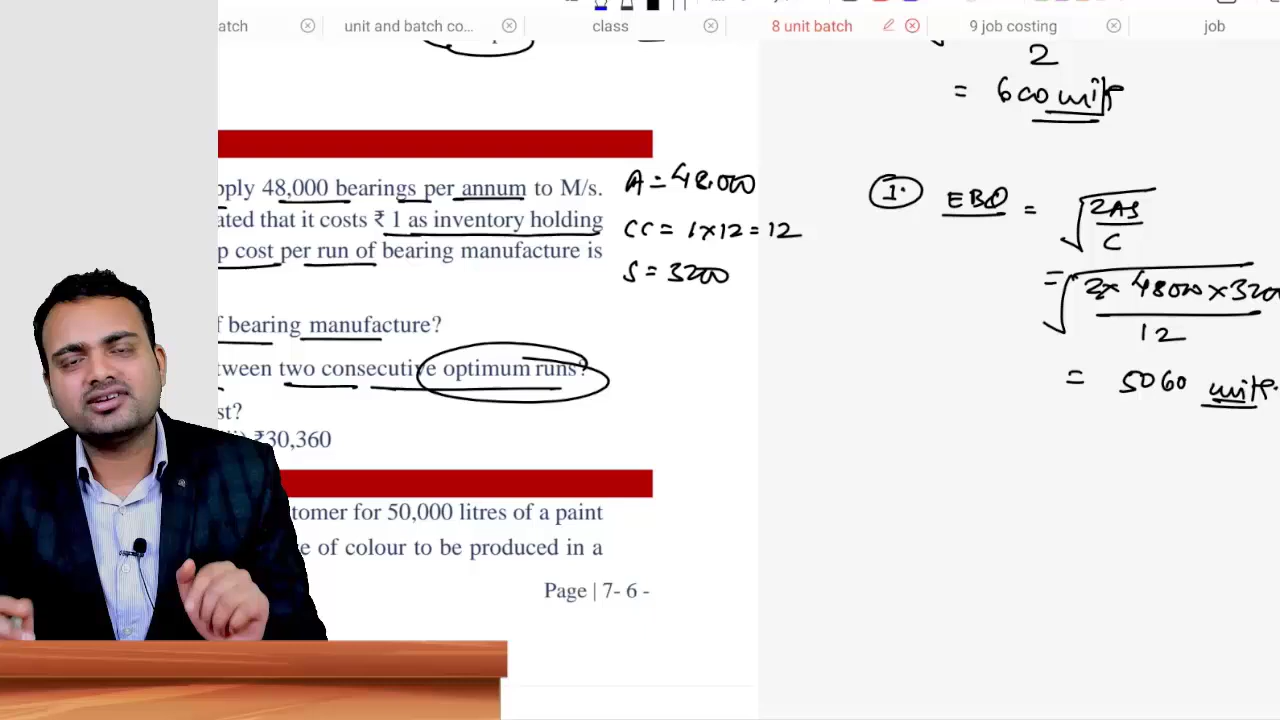 atch
unit and batch co...
class
8 unit batch
9 job costing
job
2
= 600 units
pply 48,000 bearings per annum to M/s.
ated that it costs ₹ 1 as inventory holding
p cost per run of bearing manufacture is
f bearing manufacture?
tween two consecutive optimum runs?
st?
₹30,360
tomer for 50,000 litres of a paint
e of colour to be produced in a
Page | 7- 6 -
A = 48,000
CC = 1 x 12 = 12
S = 3200
1. EBQ = √2AS
C
= √2x 48000 x 3200
12
= 5060 units.